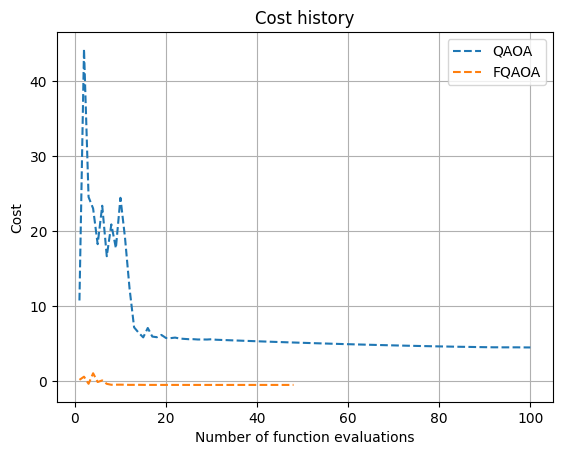 Cost history
QAOA
FQAOA
40
30
20
10
0
Cost
0 20 40 60 80 100
Number of function evaluations